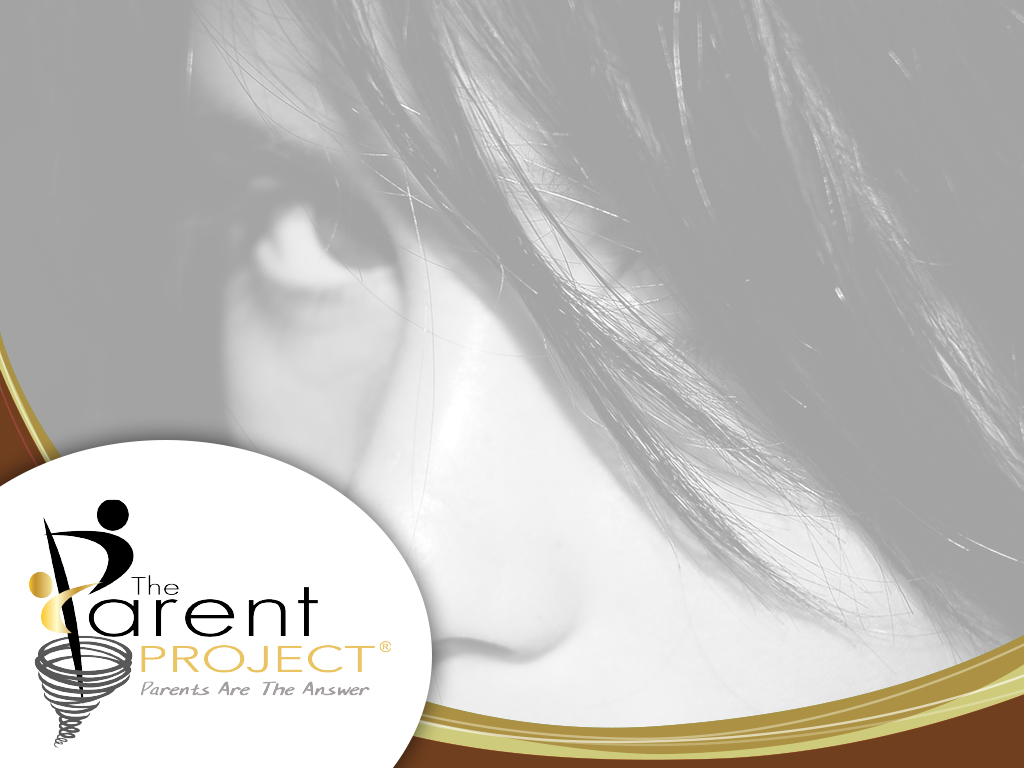 The
Parent
PROJECT®
Parents Are The Answer